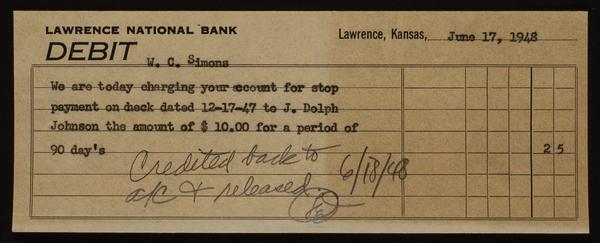 LAWRENCE NATIONAL BANK
DEBIT
Lawrence, Kansas, June 17, 1948
W. C. Simons
We are today charging your account for stop
payment on check dated 12-17-47 to J. Dolph
Johnson the amount of $ 10.00 for a period of
90 day's 25
Credited back to
a/c & released. 6/18/48